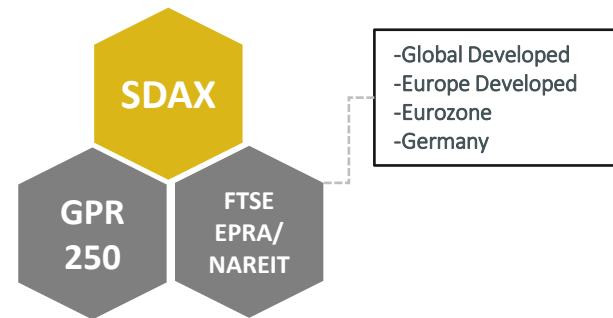 SDAX
GPR
250
FTSE
EPRA/
NAREIT
-Global Developed
-Europe Developed
-Eurozone
-Germany